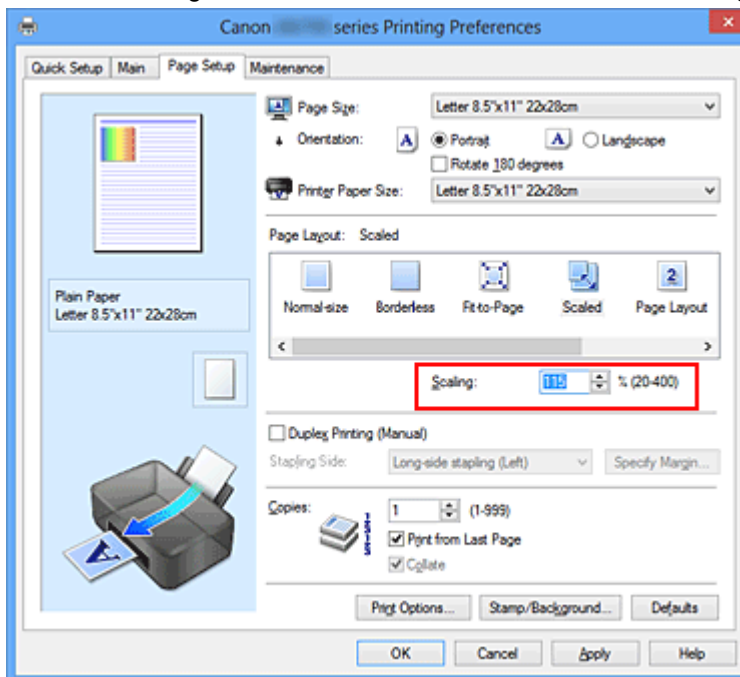 Canon series Printing Preferences
Quick Setup Main Page Setup Maintenance
Page Size: Letter 8.5"x11" 22x28cm
Orientation: A Portrait A Landscape
Rotate 180 degrees
Printer Paper Size: Letter 8.5"x11" 22x28cm
Page Layout: Scaled
Normal-size Borderless Fit-to-Page Scaled 2 Page Layout
Plain Paper
Letter 8.5"x11" 22x28cm
Scaling: 115 % (20-400)
Duplex Printing (Manual)
Stapling Side: Long-side stapling (Left) Specify Margin...
Copies: 1 (1-999)
Print from Last Page
Collate
A
Print Options... Stamp/Background... Defaults
OK Cancel Apply Help